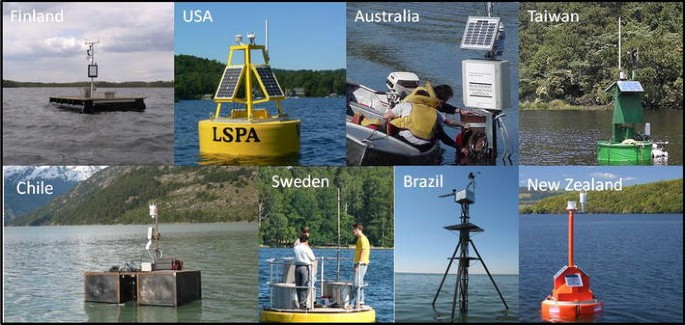 Finland
USA
Australia
Taiwan
LSPA
Chile
Sweden
Brazil
New Zealand